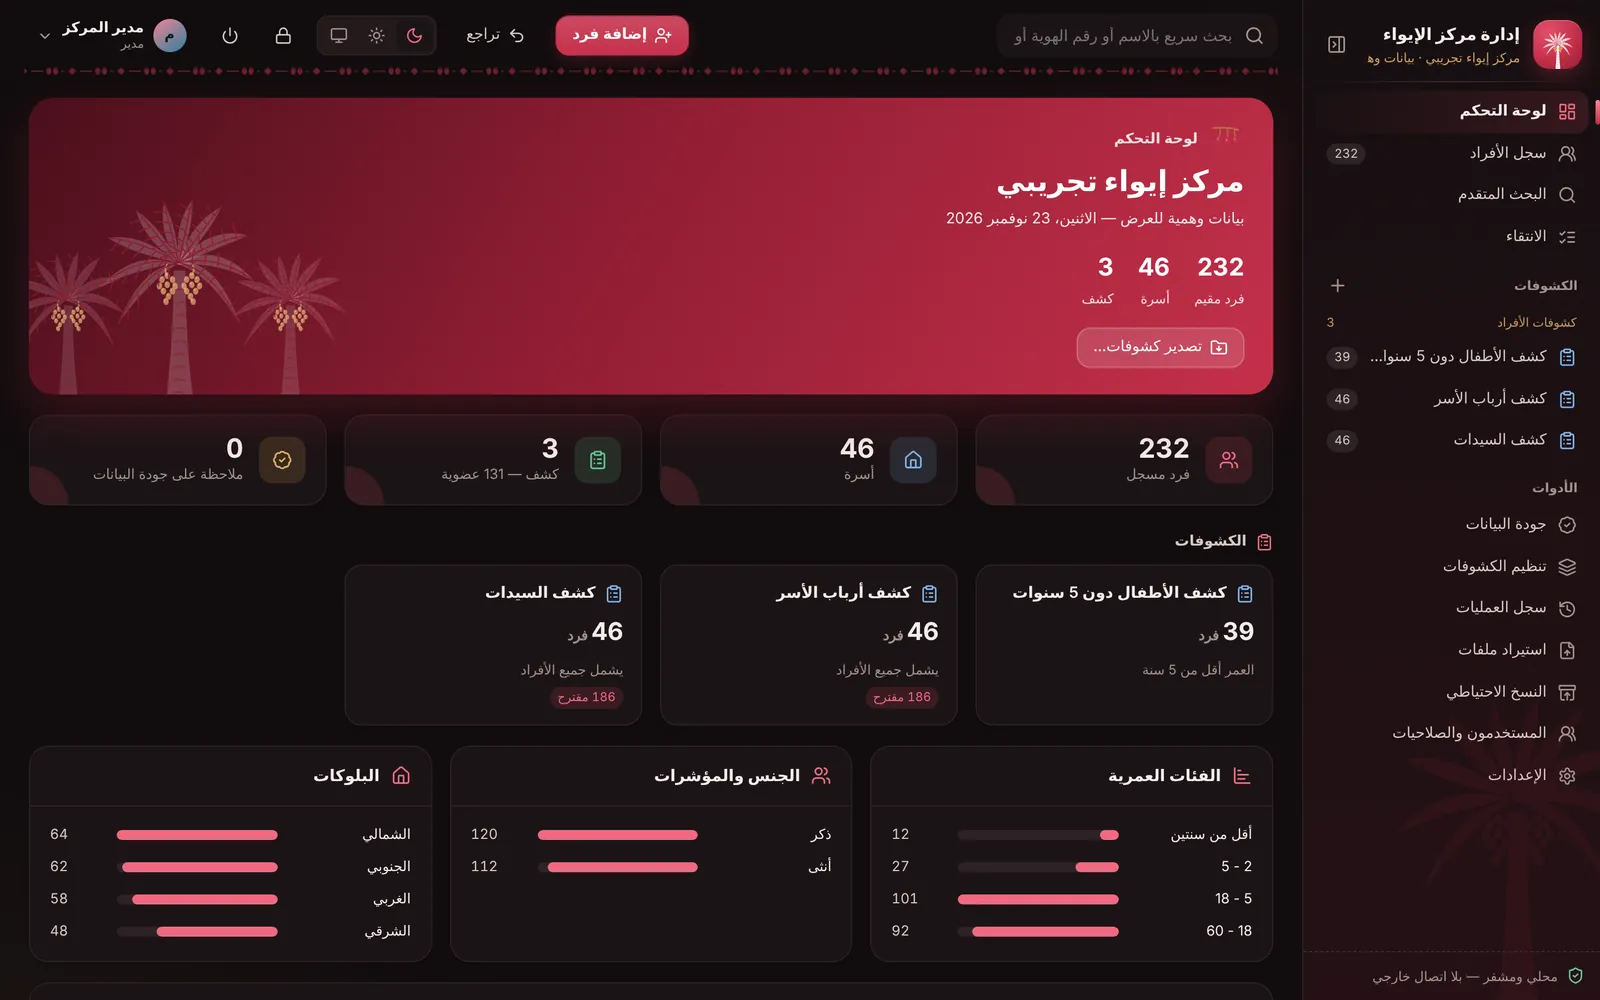 إدارة مركز الإيواء
مركز إيواء تجريبي · بيانات وه
لوحة التحكم
سجل الأفراد 232
البحث المتقدم
الانتقاء
الكشوفات
كشوفات الأفراد 3
كشف الأطفال دون 5 سنوا... 39
كشف أرباب الأسر 46
كشف السيدات 46
الأدوات
جودة البيانات
تنظيم الكشوفات
سجل العمليات
استيراد ملفات
النسخ الاحتياطي
المستخدمون والصلاحيات
الإعدادات
محلي ومشفر — بلا اتصال خارجي
بحث سريع بالاسم أو رقم الهوية أو
إضافة فرد
تراجع
م
مدير المركز
مدير
لوحة التحكم
مركز إيواء تجريبي
بيانات وهمية للعرض — الاثنين، 23 نوفمبر 2026
232 46 3
فرد مقيم أسرة كشف
تصدير كشوفات...
232
فرد مسجل
46
أسرة
3
كشف — 131 عضوية
0
ملاحظة على جودة البيانات
الكشوفات
كشف الأطفال دون 5 سنوات
39 فرد
العمر أقل من 5 سنة
كشف أرباب الأسر
46 فرد
يشمل جميع الأفراد
186 مقترح
كشف السيدات
46 فرد
يشمل جميع الأفراد
186 مقترح
الفئات العمرية
أقل من سنتين 12
2 - 5 27
5 - 18 101
18 - 60 92
الجنس والمؤشرات
ذكر 120
أنثى 112
البلوكات
الشمالي 64
الجنوبي 62
الغربي 58
الشرقي 48